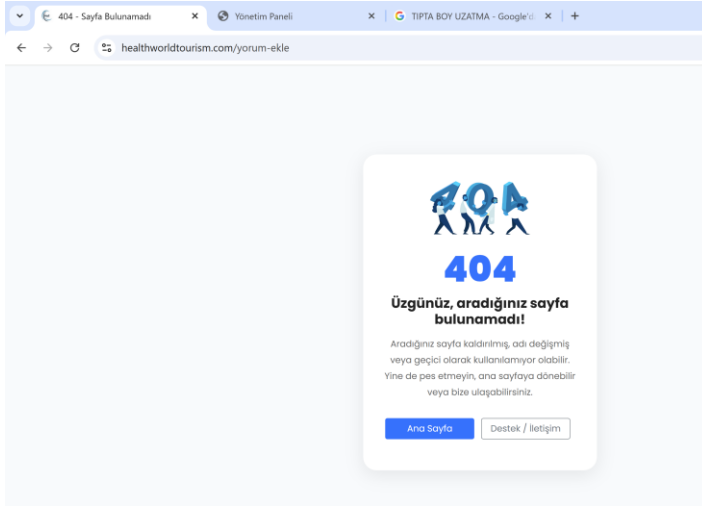 404 - Sayfa Bulunamadı
Yönetim Paneli
TIPTA BOY UZATMA - Google'd
healthworldtourism.com/yorum-ekle
404
404
Üzgünüz, aradığınız sayfa
bulunamadı!
Aradığınız sayfa kaldırılmış, adı değişmiş
veya geçici olarak kullanılamıyor olabilir.
Yine de pes etmeyin, ana sayfaya dönebilir
veya bize ulaşabilirsiniz.
Ana Sayfa
Destek / İletişim